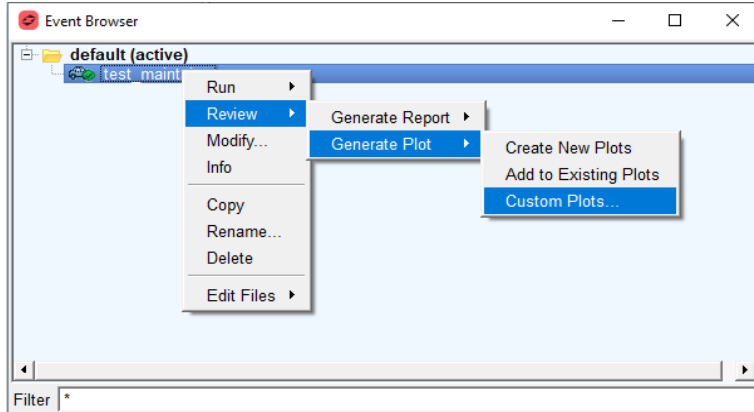 Event Browser
default (active)
test_maint
Run
Review
Modify...
Info
Copy
Rename...
Delete
Edit Files
Generate Report
Generate Plot
Create New Plots
Add to Existing Plots
Custom Plots...
Filter *